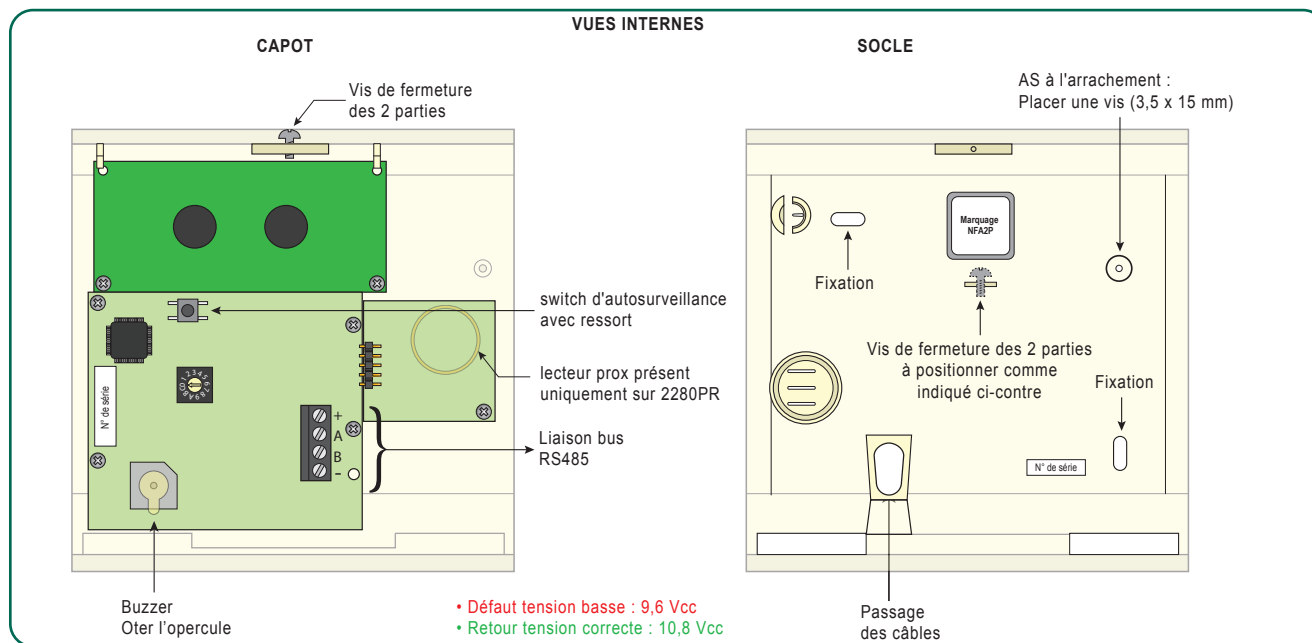 VUES INTERNES
CAPOT
Vis de fermeture
des 2 parties
switch d'autosurveillance
avec ressort
lecteur prox présent
uniquement sur 2280PR
N° de série
+
A
B
-
Liaison bus
RS485
Buzzer
Oter l'opercule
• Défaut tension basse : 9,6 Vcc
• Retour tension correcte : 10,8 Vcc
SOCLE
AS à l'arrachement :
Placer une vis (3,5 x 15 mm)
Marquage
NFA2P
Fixation
Vis de fermeture des 2 parties
à positionner comme
indiqué ci-contre
Fixation
N° de série
Passage
des câbles